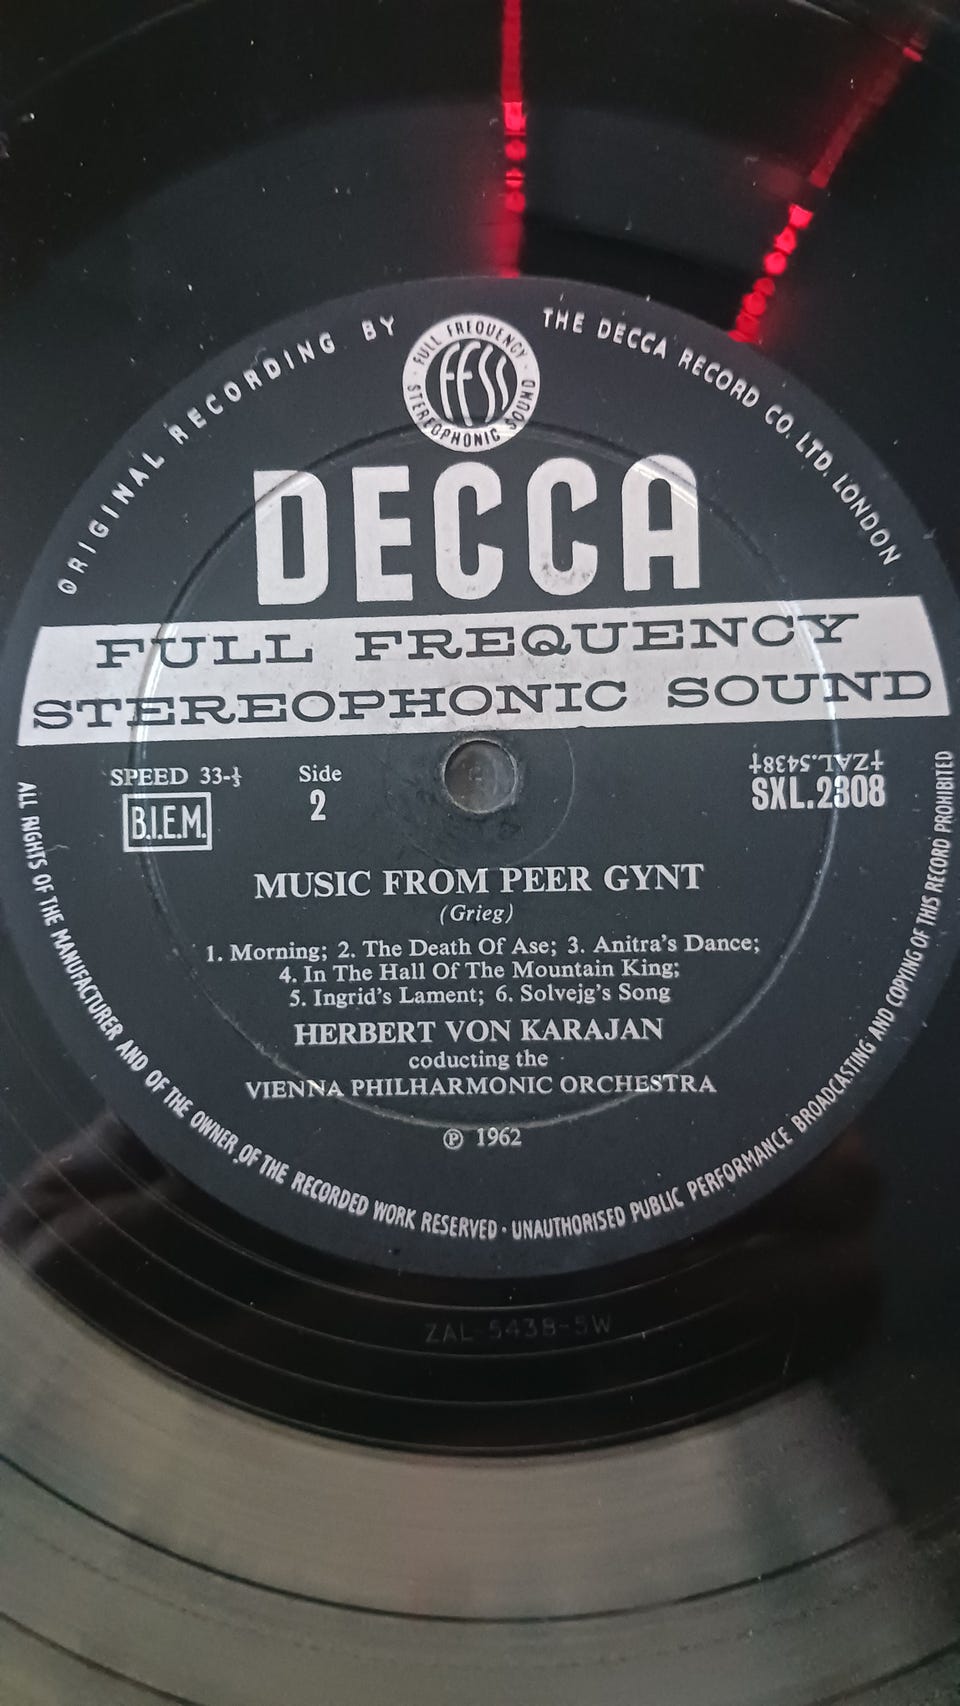 ORIGINAL RECORDING BY
THE DECCA RECORD CO. LTD. LONDON
FULL FREQUENCY
STEREOPHONIC SOUND
FFSS
DECCA
FULL FREQUENCY
STEREOPHONIC SOUND
SPEED 33-⅓
Side
‡ZAL.5438‡
B.I.E.M.
2
SXL.2308
MUSIC FROM PEER GYNT
(Grieg)
1. Morning; 2. The Death Of Ase; 3. Anitra's Dance;
4. In The Hall Of The Mountain King;
5. Ingrid's Lament; 6. Solvejg's Song
HERBERT VON KARAJAN
coducting the
VIENNA PHILHARMONIC ORCHESTRA
℗ 1962
ALL RIGHTS OF THE MANUFACTURER AND OF THE OWNER OF THE RECORDED WORK RESERVED · UNAUTHORISED PUBLIC PERFORMANCE BROADCASTING AND COPYING OF THIS RECORD PROHIBITED
ZAL 5438-5W